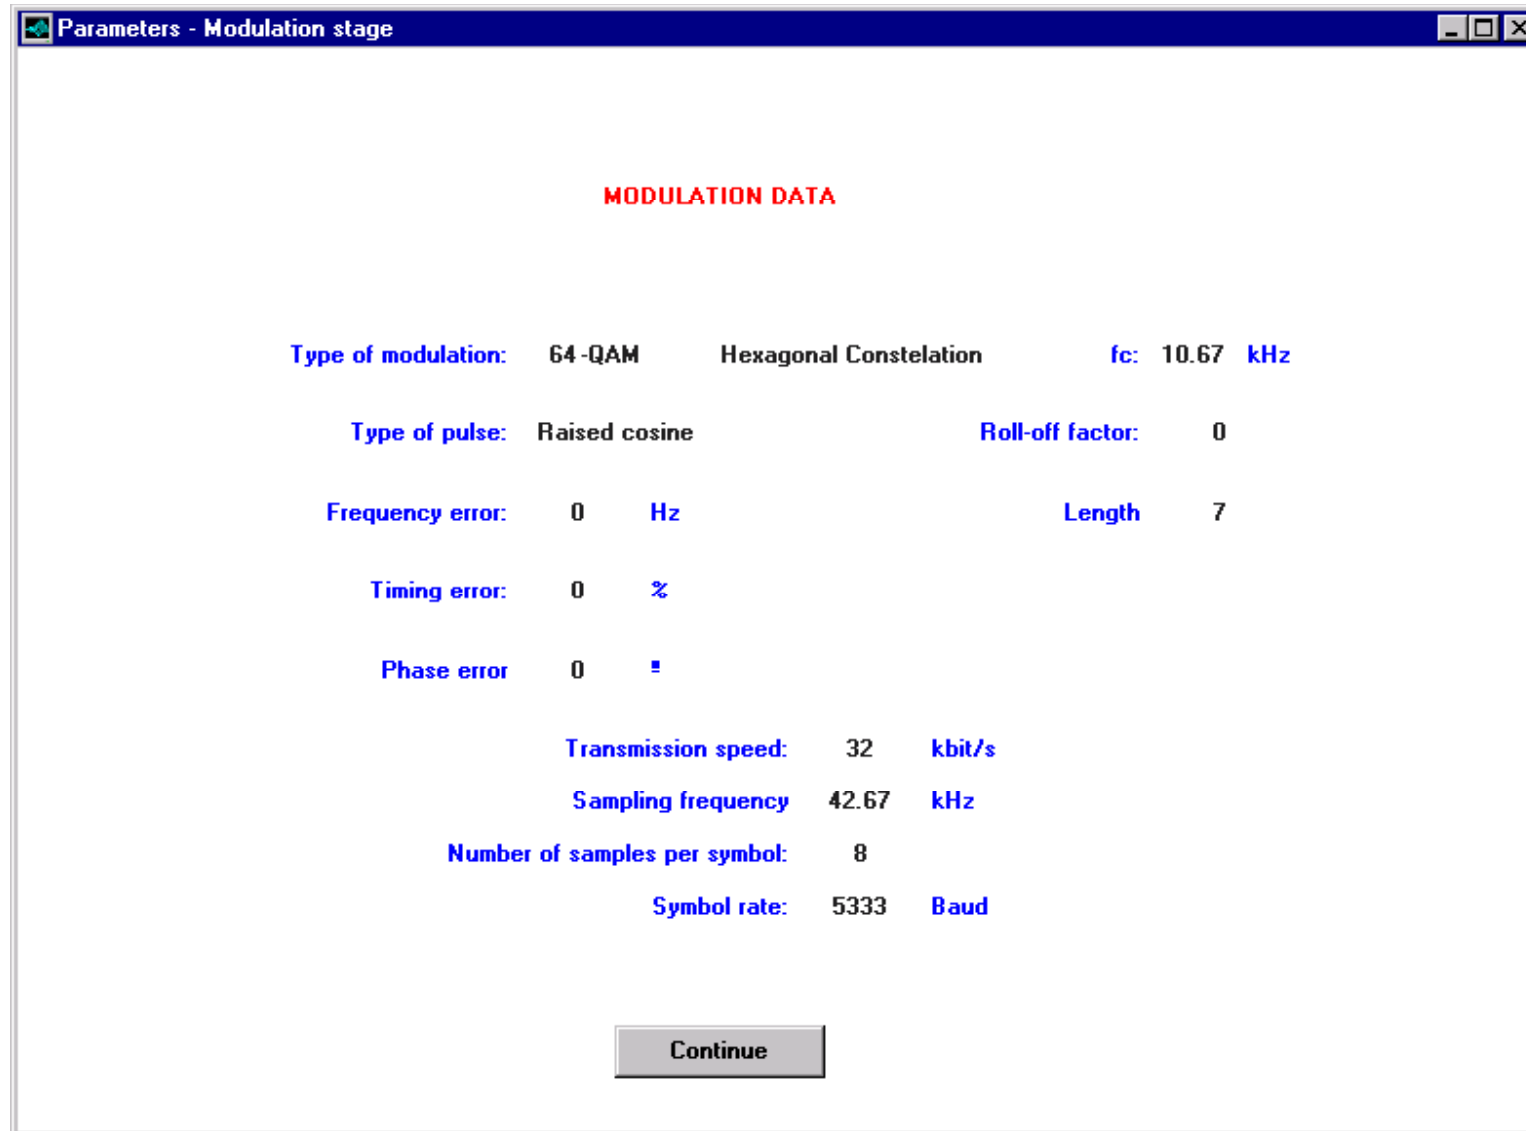 Parameters - Modulation stage
MODULATION DATA
Type of modulation: 64-QAM Hexagonal Constelation fc: 10.67 kHz
Type of pulse: Raised cosine Roll-off factor: 0
Frequency error: 0 Hz Length 7
Timing error: 0 %
Phase error 0 º
Transmission speed: 32 kbit/s
Sampling frequency 42.67 kHz
Number of samples per symbol: 8
Symbol rate: 5333 Baud
Continue